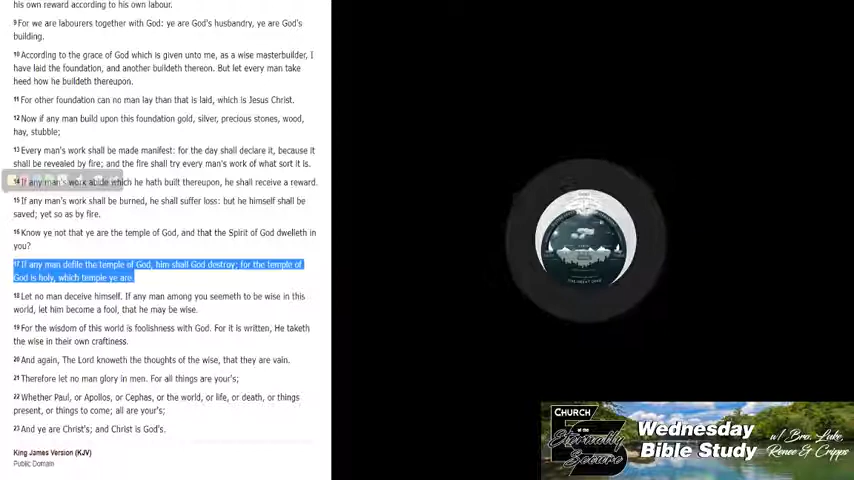 his own reward according to his own labour.
9 For we are labourers together with God: ye are God's husbandry, ye are God's
building.
10 According to the grace of God which is given unto me, as a wise masterbuilder, I
have laid the foundation, and another buildeth thereon. But let every man take
heed how he buildeth thereupon.
11 For other foundation can no man lay than that is laid, which is Jesus Christ.
12 Now if any man build upon this foundation gold, silver, precious stones, wood,
hay, stubble;
13 Every man's work shall be made manifest: for the day shall declare it, because it
shall be revealed by fire; and the fire shall try every man's work of what sort it is.
14 If any man's work abide which he hath built thereupon, he shall receive a reward.
15 If any man's work shall be burned, he shall suffer loss: but he himself shall be
saved; yet so as by fire.
16 Know ye not that ye are the temple of God, and that the Spirit of God dwelleth in
you?
17 If any man defile the temple of God, him shall God destroy; for the temple of
God is holy, which temple ye are.
18 Let no man deceive himself. If any man among you seemeth to be wise in this
world, let him become a fool, that he may be wise.
19 For the wisdom of this world is foolishness with God. For it is written, He taketh
the wise in their own craftiness.
20 And again, The Lord knoweth the thoughts of the wise, that they are vain.
21 Therefore let no man glory in men. For all things are your's;
22 Whether Paul, or Apollos, or Cephas, or the world, or life, or death, or things
present, or things to come; all are your's;
23 And ye are Christ's; and Christ is God's.
King James Version (KJV)
Public Domain
THE GREAT DEEP
CHURCH
of the
Eternally
Secure
Wednesday
Bible Study
w/ Bro. Luke,
Renee & Cripps